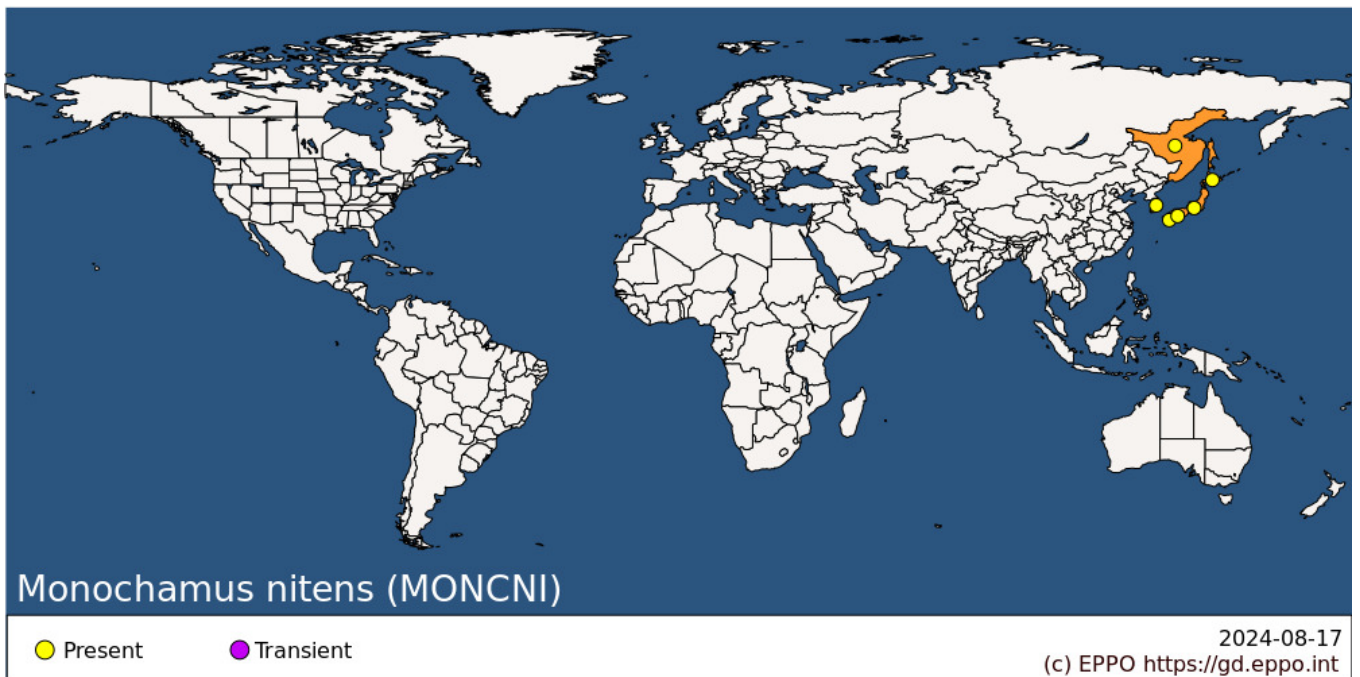 Monochamus nitens (MONCNI)
Present
Transient
2024-08-17
(c) EPPO https://gd.eppo.int